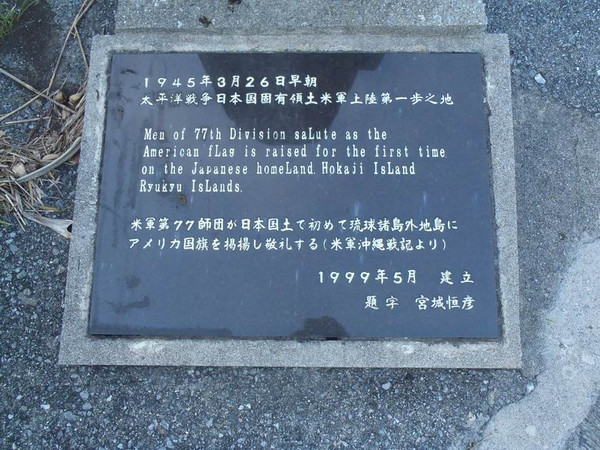 1945年3月26日早朝
太平洋戦争日本国固有領土米軍上陸第一歩之地
Men of 77th Division saLute as the
American fLag is raised for the first time
on the Japanese homeLand. Hokaji IsLand
Ryukyu IsLands.
米軍第77師団が日本国土で初めて琉球諸島外地島に
アメリカ国旗を掲揚し敬礼する(米軍沖縄戦記より)
1999年5月 建立
題字 宮城恒彦